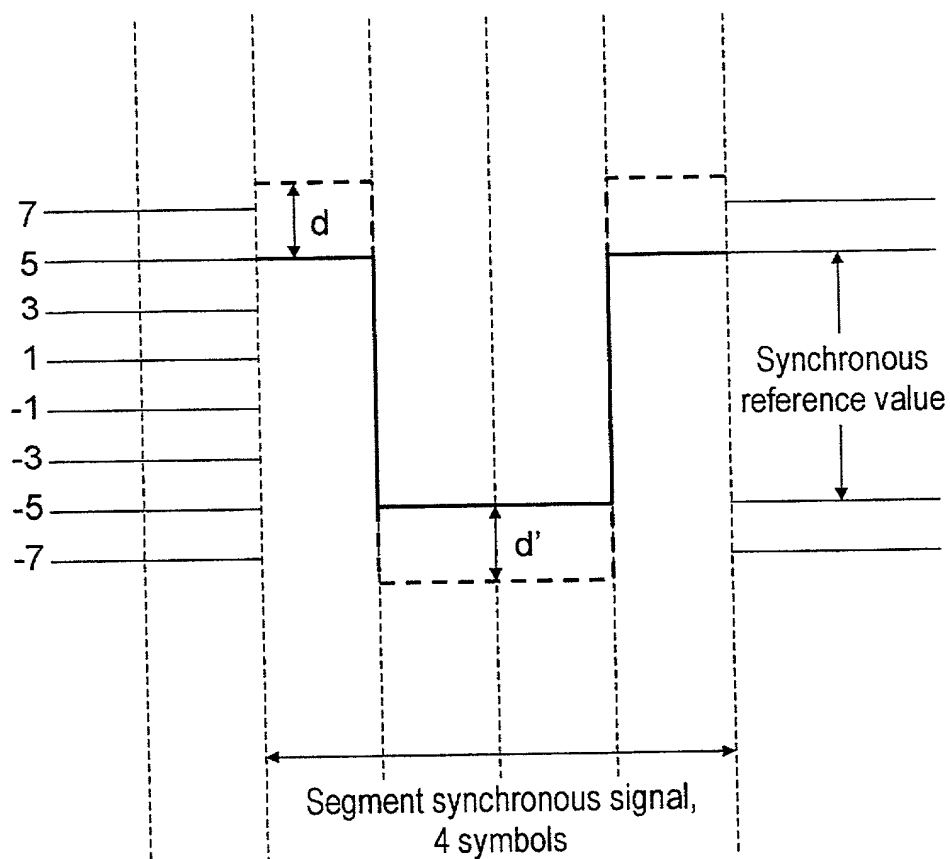 7
5
3
1
-1
-3
-5
-7
d
d’
Synchronous
reference value
Segment synchronous signal,
4 symbols